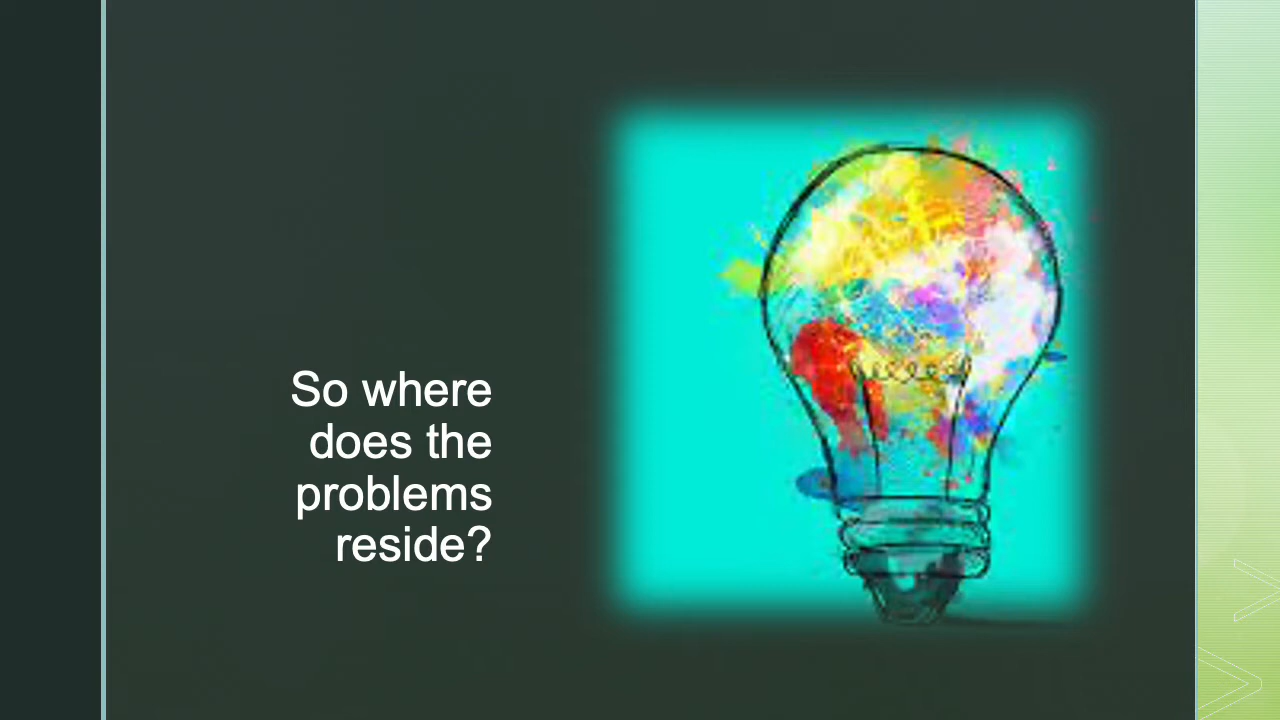 So where
does the
problems
reside?